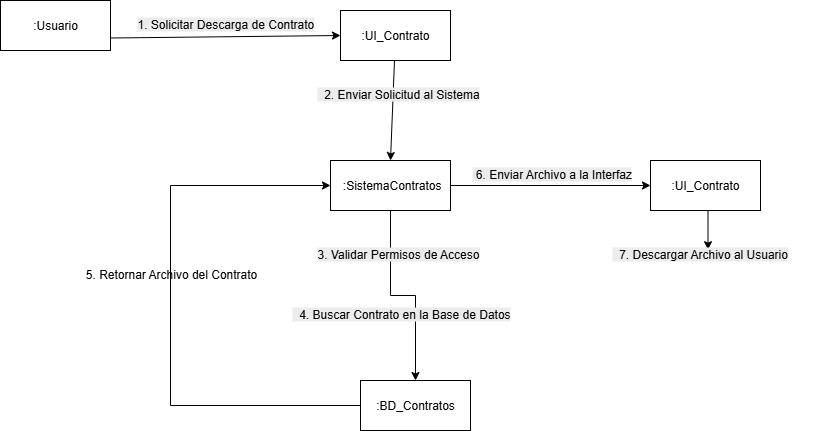 :Usuario
1. Solicitar Descarga de Contrato
:UI_Contrato
2. Enviar Solicitud al Sistema
:SistemaContratos
6. Enviar Archivo a la Interfaz
:UI_Contrato
3. Validar Permisos de Acceso
7. Descargar Archivo al Usuario
5. Retornar Archivo del Contrato
4. Buscar Contrato en la Base de Datos
:BD_Contratos